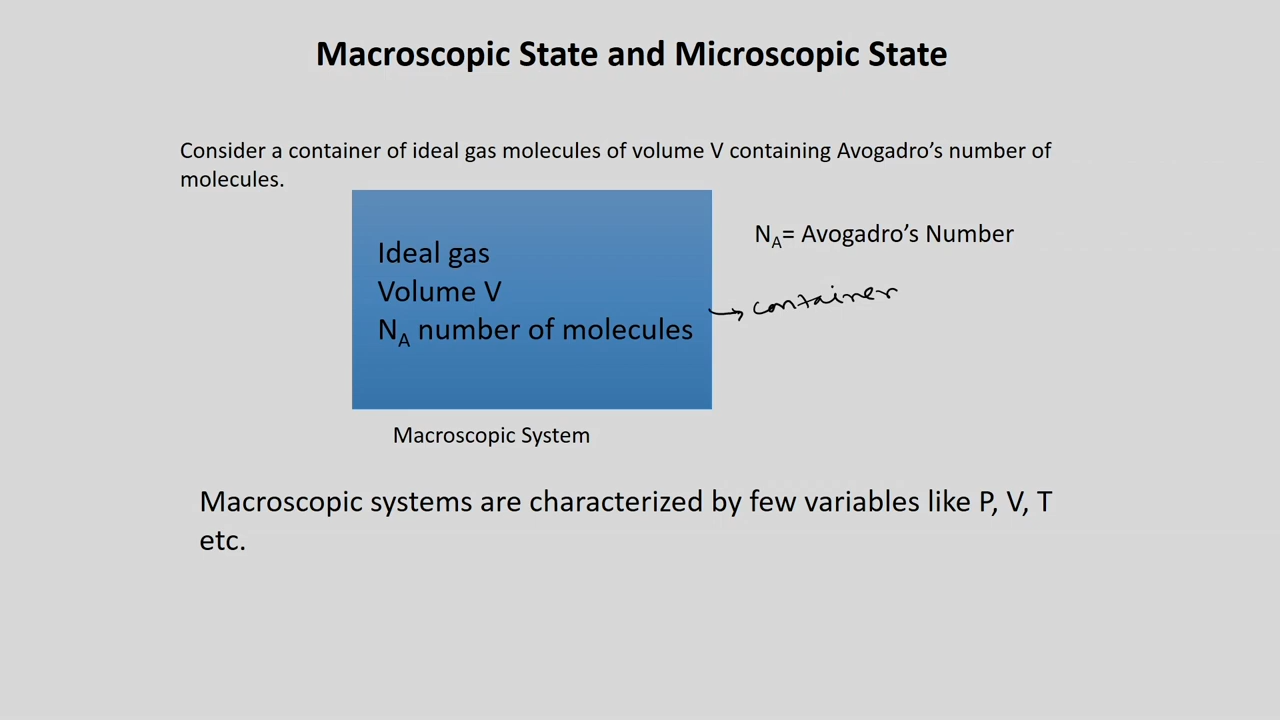 Macroscopic State and Microscopic State
Consider a container of ideal gas molecules of volume V containing Avogadro’s number of
molecules.
Ideal gas
Volume V
N_A number of molecules
N_A= Avogadro’s Number
→ container
Macroscopic System
Macroscopic systems are characterized by few variables like P, V, T
etc.